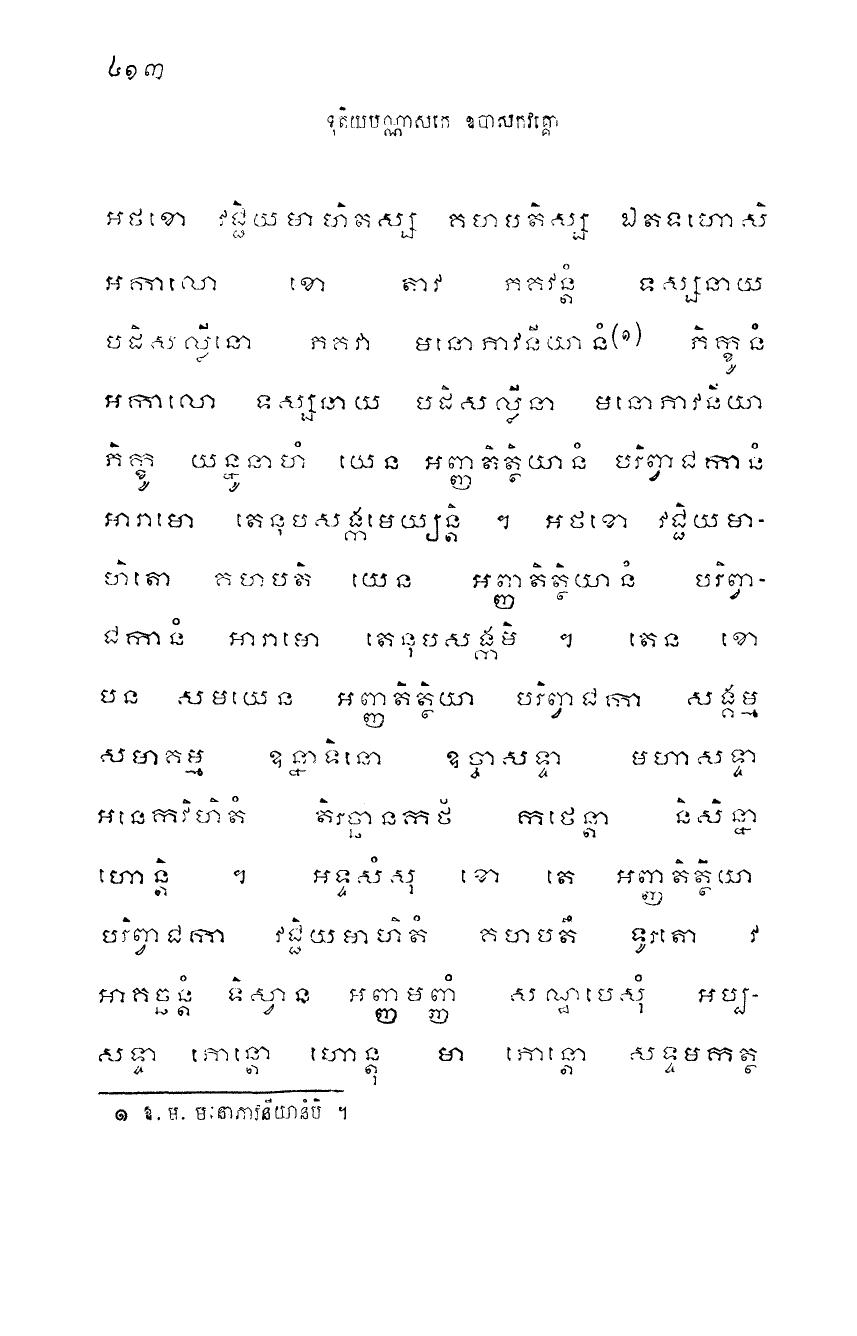 ៤១៣
ទុតិយបណ្ណាសកេ ឧបាសកវគ្គោ
អថខោ វជ្ជិយមាហិតស្ស គហបតិស្ស ឯតទហោសិ
អកាលោ ខោ តាវ ភគវន្តំ ទស្សនាយ
បដិសល្លីនោ ភគវា មនោភាវនីយានំ(១) ភិក្ខូនំ
អកាលោ ទស្សនាយ បដិសល្លីនា មនោភាវនីយា
ភិក្ខូ យន្នូនាហំ យេន អញ្ញតិត្ថិយានំ បរិព្វាជកានំ
អារាមោ តេនុបសង្កមេយ្យន្តិ ។ អថខោ វជ្ជិយមា-
ហិតោ គហបតិ យេន អញ្ញតិត្ថិយានំ បរិព្វា-
ជកានំ អារាមោ តេនុបសង្កមិ ។ តេន ខោ
បន សមយេន អញ្ញតិត្ថិយា បរិព្វាជកា សង្គម្ម
សមាគម្ម ឧន្នាទិនោ ឧច្ចាសទ្ទា មហាសទ្ទា
អនេកវិហិតំ តិរច្ឆានកថំ កថេន្តា និសិន្នា
ហោន្តិ ។ អទ្ទសំសុ ខោ តេ អញ្ញតិត្ថិយា
បរិព្វាជកា វជ្ជិយមាហិតំ គហបតឹ ទូរតោ វ
អាគច្ឆន្តំ ទិស្វាន អញ្ញមញ្ញំ សណ្ឋបេសុំ អប្ប-
សទ្ទា ភោន្តោ ហោន្តុ មា ភោន្តោ សទ្ទមកត្ថ
១ ឱ. ម. មនោភាវនីយានំបិ ។